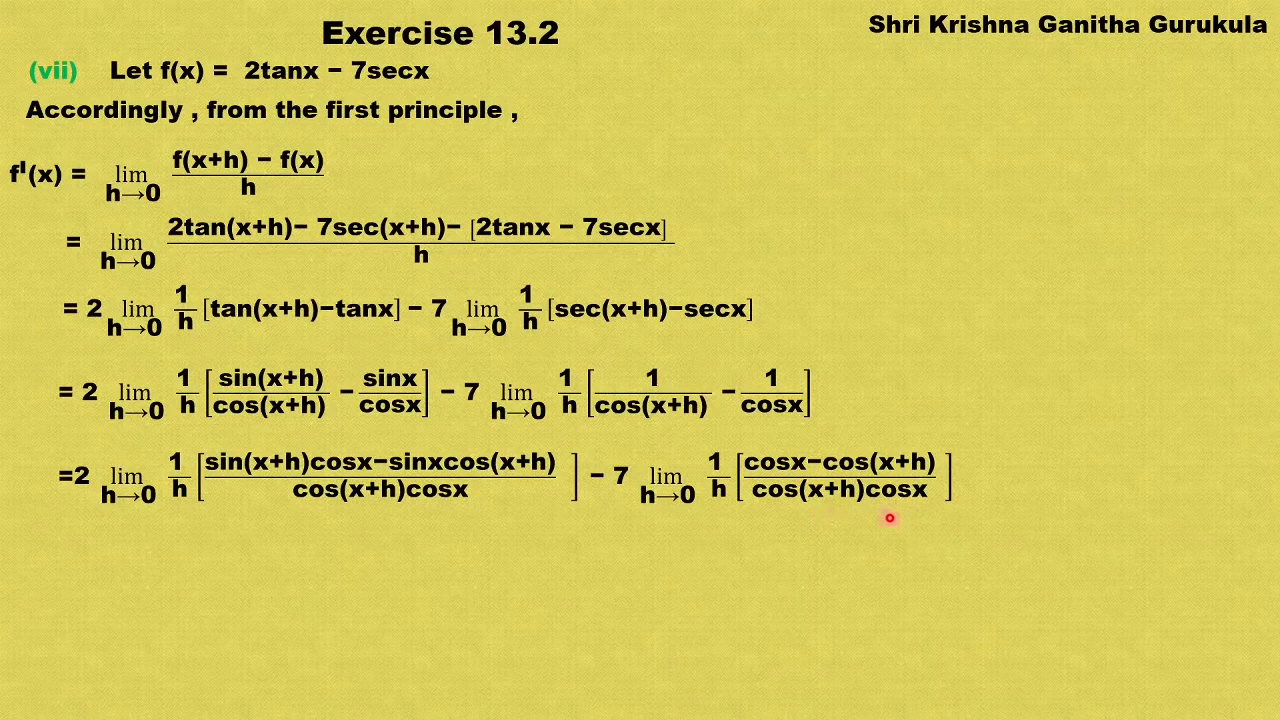 Exercise 13.2
Shri Krishna Ganitha Gurukula
(vii) Let f(x) = 2tanx − 7secx
Accordingly , from the first principle ,
fᴵ(x) = lim h→0 f(x+h) − f(x) / h
= lim h→0 2tan(x+h)− 7sec(x+h)− [2tanx − 7secx] / h
= 2 lim h→0 1/h [tan(x+h)−tanx] − 7 lim h→0 1/h [sec(x+h)−secx]
= 2 lim h→0 1/h [sin(x+h)/cos(x+h) − sinx/cosx] − 7 lim h→0 1/h [1/cos(x+h) − 1/cosx]
=2 lim h→0 1/h [sin(x+h)cosx−sinxcos(x+h) / cos(x+h)cosx] − 7 lim h→0 1/h [cosx−cos(x+h) / cos(x+h)cosx]